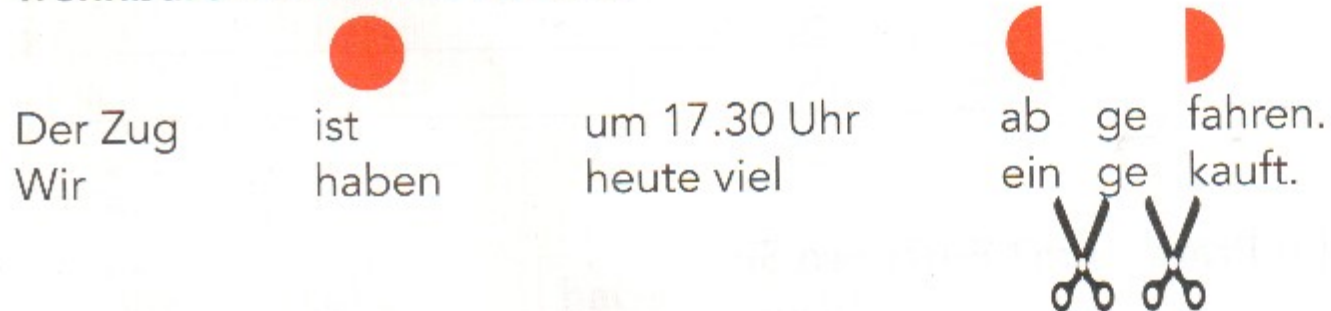 Der Zug ist um 17.30 Uhr ab ge fahren.
Wir haben heute viel ein ge kauft.